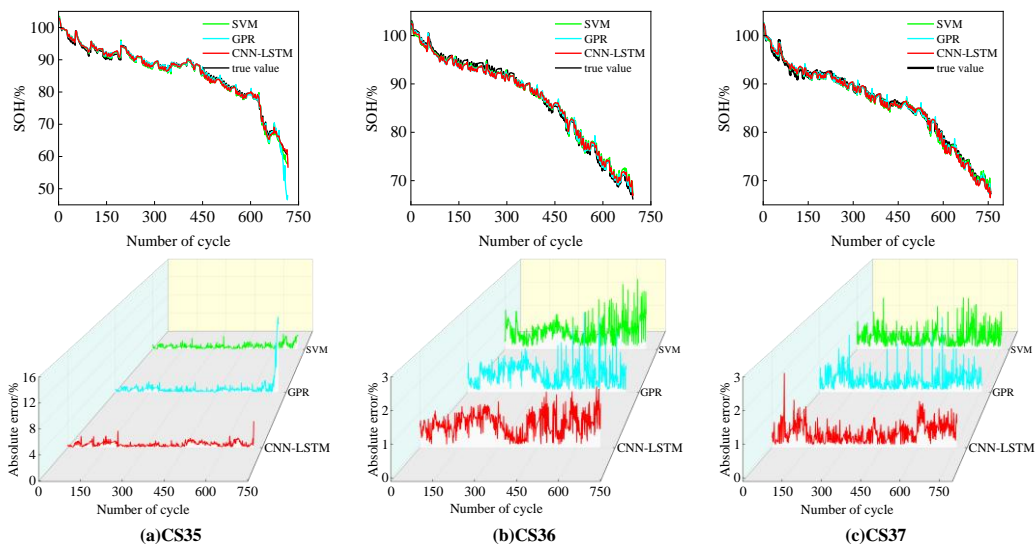 100
90
80
70
60
50
SOH/%
0 150 300 450 600 750
Number of cycle
SVM
GPR
CNN-LSTM
true value
100
90
80
70
SOH/%
0 150 300 450 600 750
Number of cycle
SVM
GPR
CNN-LSTM
true value
100
90
80
70
SOH/%
0 150 300 450 600 750
Number of cycle
SVM
GPR
CNN-LSTM
true value
16
12
8
4
0
Absolute error/%
0 150 300 450 600 750
Number of cycle
SVM
GPR
CNN-LSTM
(a)CS35
3
2
1
0
Absolute error/%
0 150 300 450 600 750
Number of cycle
SVM
GPR
CNN-LSTM
(b)CS36
3
2
1
0
Absolute error/%
0 150 300 450 600 750
Number of cycle
SVM
GPR
CNN-LSTM
(c)CS37